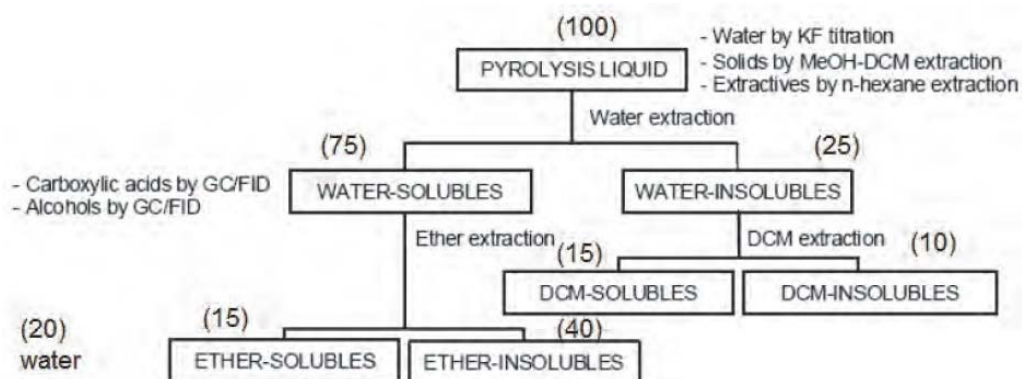 (100)
PYROLYSIS LIQUID
- Water by KF titration
- Solids by MeOH-DCM extraction
- Extractives by n-hexane extraction
Water extraction
(75)
(25)
- Carboxylic acids by GC/FID
- Alcohols by GC/FID
WATER-SOLUBLES
WATER-INSOLUBLES
Ether extraction
DCM extraction
(15)
(10)
DCM-SOLUBLES
DCM-INSOLUBLES
(20)
water
(15)
(40)
ETHER-SOLUBLES
ETHER-INSOLUBLES